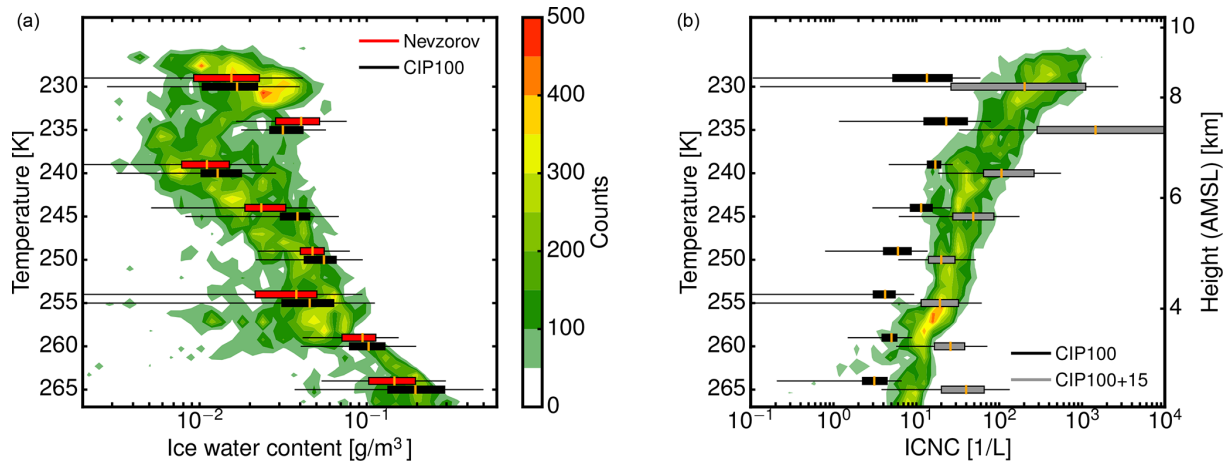 (a)
Nevzorov
CIP100
Temperature [K]
230
235
240
245
250
255
260
265
10⁻²
10⁻¹
Ice water content [g/m³]
500
400
300
200
100
0
Counts
(b)
Temperature [K]
230
235
240
245
250
255
260
265
10⁻¹
10⁰
10¹
10²
10³
10⁴
ICNC [1/L]
CIP100
CIP100+15
10
8
6
4
Height (AMSL) [km]